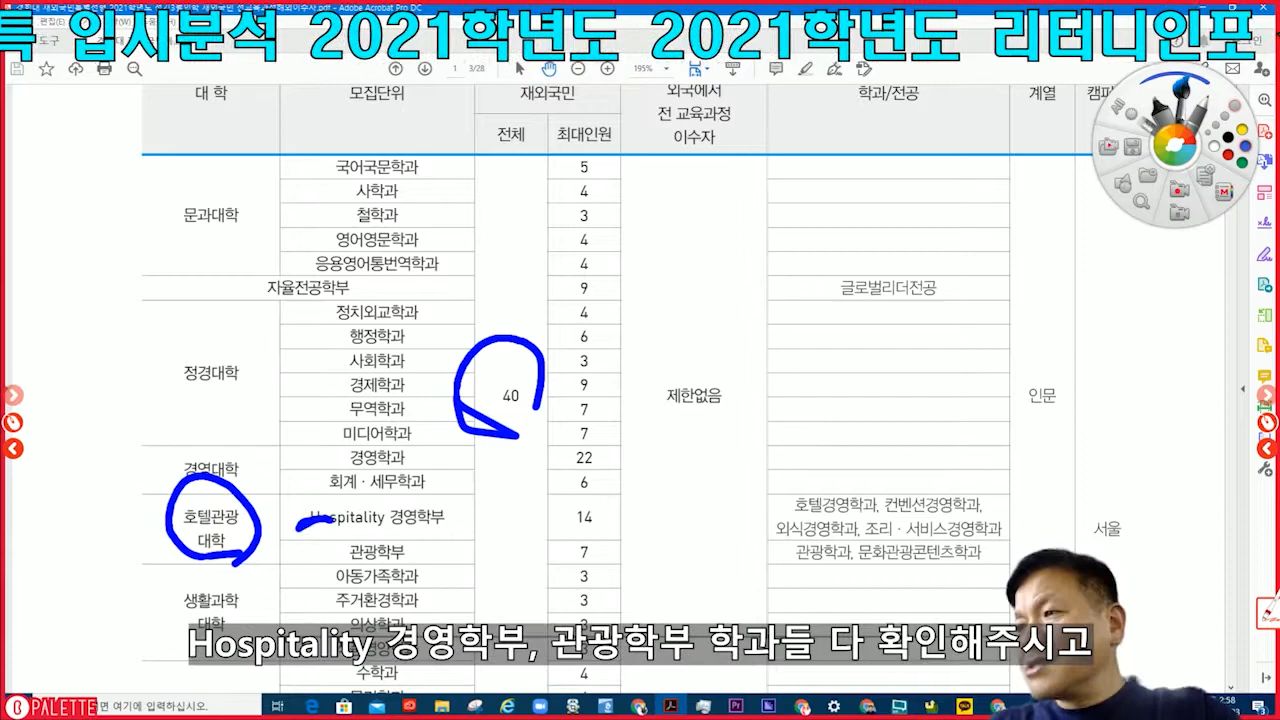 특 입시분석 2021학년도 2021학년도 리터니인포
1
3/28
195%
대 학 모집단위 재외국민 외국에서 전 교육과정 이수자 학과/전공 계열
전체 최대인원
문과대학 국어국문학과 5
사학과 4
철학과 3
영어영문학과 4
응용영어통번역학과 4
자율전공학부 9 글로벌리더전공
정경대학 정치외교학과 4
행정학과 6
사회학과 3
경제학과 9
40 제한없음 인문
무역학과 7
미디어학과 7
경영대학 경영학과 22
회계 · 세무학과 6
호텔관광 대학 Hospitality 경영학부 14 호텔경영학과, 컨벤션경영학과,
외식경영학과, 조리 · 서비스경영학과
서울
관광학부 7 관광학과, 문화관광콘텐츠학과
생활과학 대학 아동가족학과 3
주거환경학과 3
의상학과
수학과 4
Hospitality 경영학부, 관광학부 학과들 다 확인해주시고
PALETTE